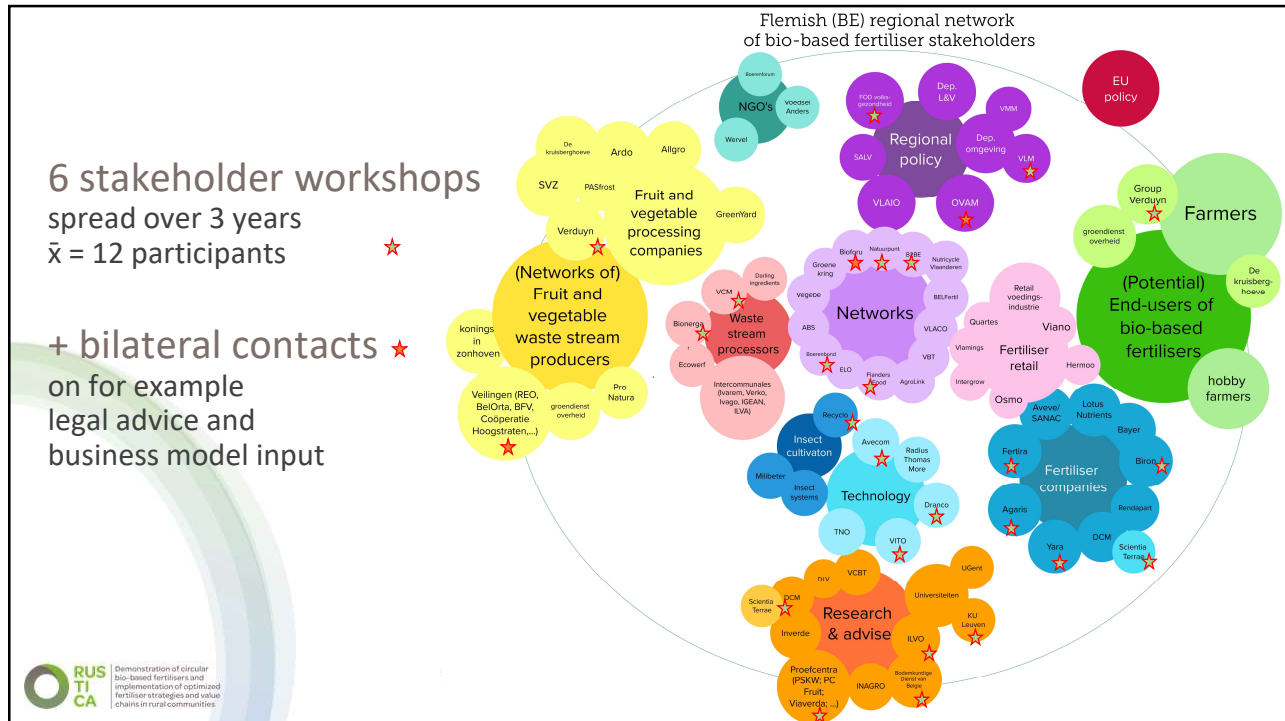 Flemish (BE) regional network
of bio-based fertiliser stakeholders
6 stakeholder workshops
spread over 3 years
x̄ = 12 participants
+ bilateral contacts
on for example
legal advice and
business model input
Boerenforum
NGO's
Voedsel
Anders
Wervel
FOD volks-
gezondheid
Dep.
L&V
VMM
Regional
policy
Dep.
omgeving
VLM
SALV
VLAIO
OVAM
EU
policy
De
kruisberghoeve
Ardo
Allgro
SVZ
PASfrost
Fruit and
vegetable
processing
companies
GreenYard
Verduyn
(Networks of)
Fruit and
vegetable
waste stream
producers
konings
in
zonhoven
Veilingen (REO,
BelOrta, BFV,
Coöperatie
Hoogstraten,...)
groendienst
overheid
Pro
Natura
Darling
ingredients
VCM
Bionerga
Waste
stream
processors
Ecowerf
Intercommunales
(Ivarem, Verko,
Ivago, IGEAN,
ILVA)
Bioforu
Natuurpunt
B2BE
Groene
kring
Nutricycle
Vlaanderen
Vegebe
BELFertil
Networks
ABS
VLACO
Boerenbond
VBT
ELO
Flanders
Food
AgroLink
Group
Verduyn
Farmers
groendienst
overheid
De
kruisberg-
hoeve
(Potential)
End-users of
bio-based
fertilisers
hobby
farmers
Retail
voedings-
industrie
Quartes
Viano
Vlamings
Fertiliser
retail
Hermoo
Intergrow
Osmo
Recyclo
Insect
cultivaton
Milibeter
Insect
systems
Avecom
Radius
Thomas
More
Technology
Dranco
TNO
VITO
Aveve/
SANAC
Lotus
Nutrients
Bayer
Fertira
Biron
Fertiliser
companies
Agaris
Rendapart
Yara
DCM
Scientia
Terrae
DLV
VCBT
UGent
Scientia
Terrae
DCM
Universiteiten
Research
& advise
KU
Leuven
Inverde
ILVO
Proefcentra
(PSKW; PC
Fruit;
Viaverda; ...)
INAGRO
Bodemkundige
Dienst van
Belgie
RUS
TI
CA
Demonstration of circular
bio-based fertilisers and
implementation of optimized
fertiliser strategies and value
chains in rural communities